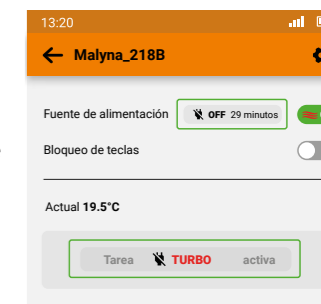 13:20
Malyna_218B
Fuente de alimentación OFF 29 minutos
Bloqueo de teclas
Actual 19.5°C
Tarea TURBO activa